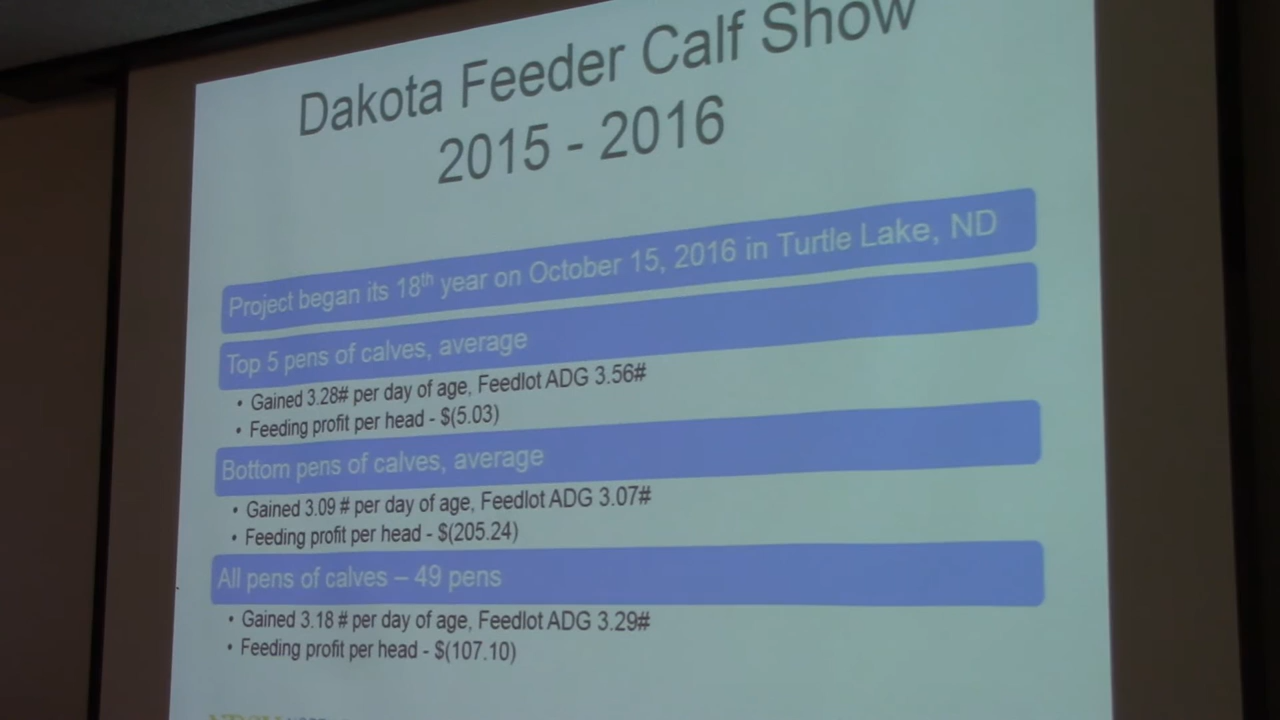 Dakota Feeder Calf Show
2015 - 2016
Project began its 18th year on October 15, 2016 in Turtle Lake, ND
Top 5 pens of calves, average
• Gained 3.28# per day of age, Feedlot ADG 3.56#
• Feeding profit per head - $(5.03)
Bottom pens of calves, average
• Gained 3.09 # per day of age, Feedlot ADG 3.07#
• Feeding profit per head - $(205.24)
All pens of calves – 49 pens
• Gained 3.18 # per day of age, Feedlot ADG 3.29#
• Feeding profit per head - $(107.10)